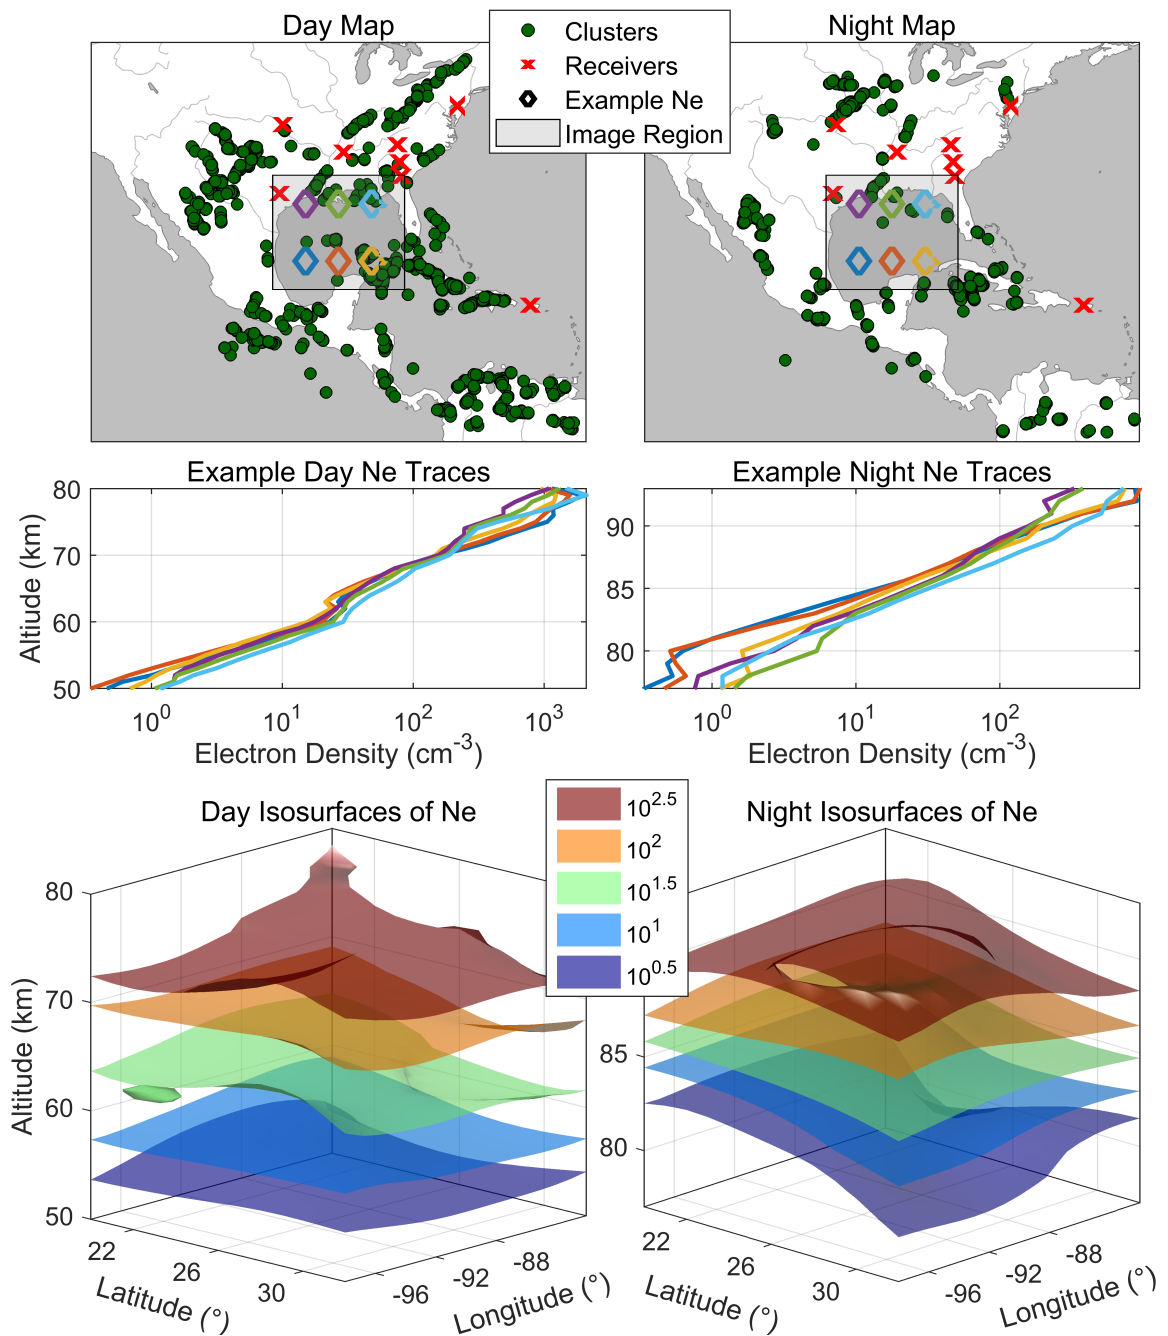 Day Map
Night Map
Clusters
Receivers
Example Ne
Image Region
Example Day Ne Traces
Example Night Ne Traces
80
70
60
50
90
85
80
Altiude (km)
10^0 10^1 10^2 10^3
10^0 10^1 10^2
Electron Density (cm^-3)
Electron Density (cm^-3)
Day Isosurfaces of Ne
Night Isosurfaces of Ne
10^2.5
10^2
10^1.5
10^1
10^0.5
80
70
60
50
Altitude (km)
85
80
22
26
30
Latitude (°)
-96
-92
-88
Longitude (°)
22
26
30
Latitude (°)
-96
-92
-88
Longitude (°)